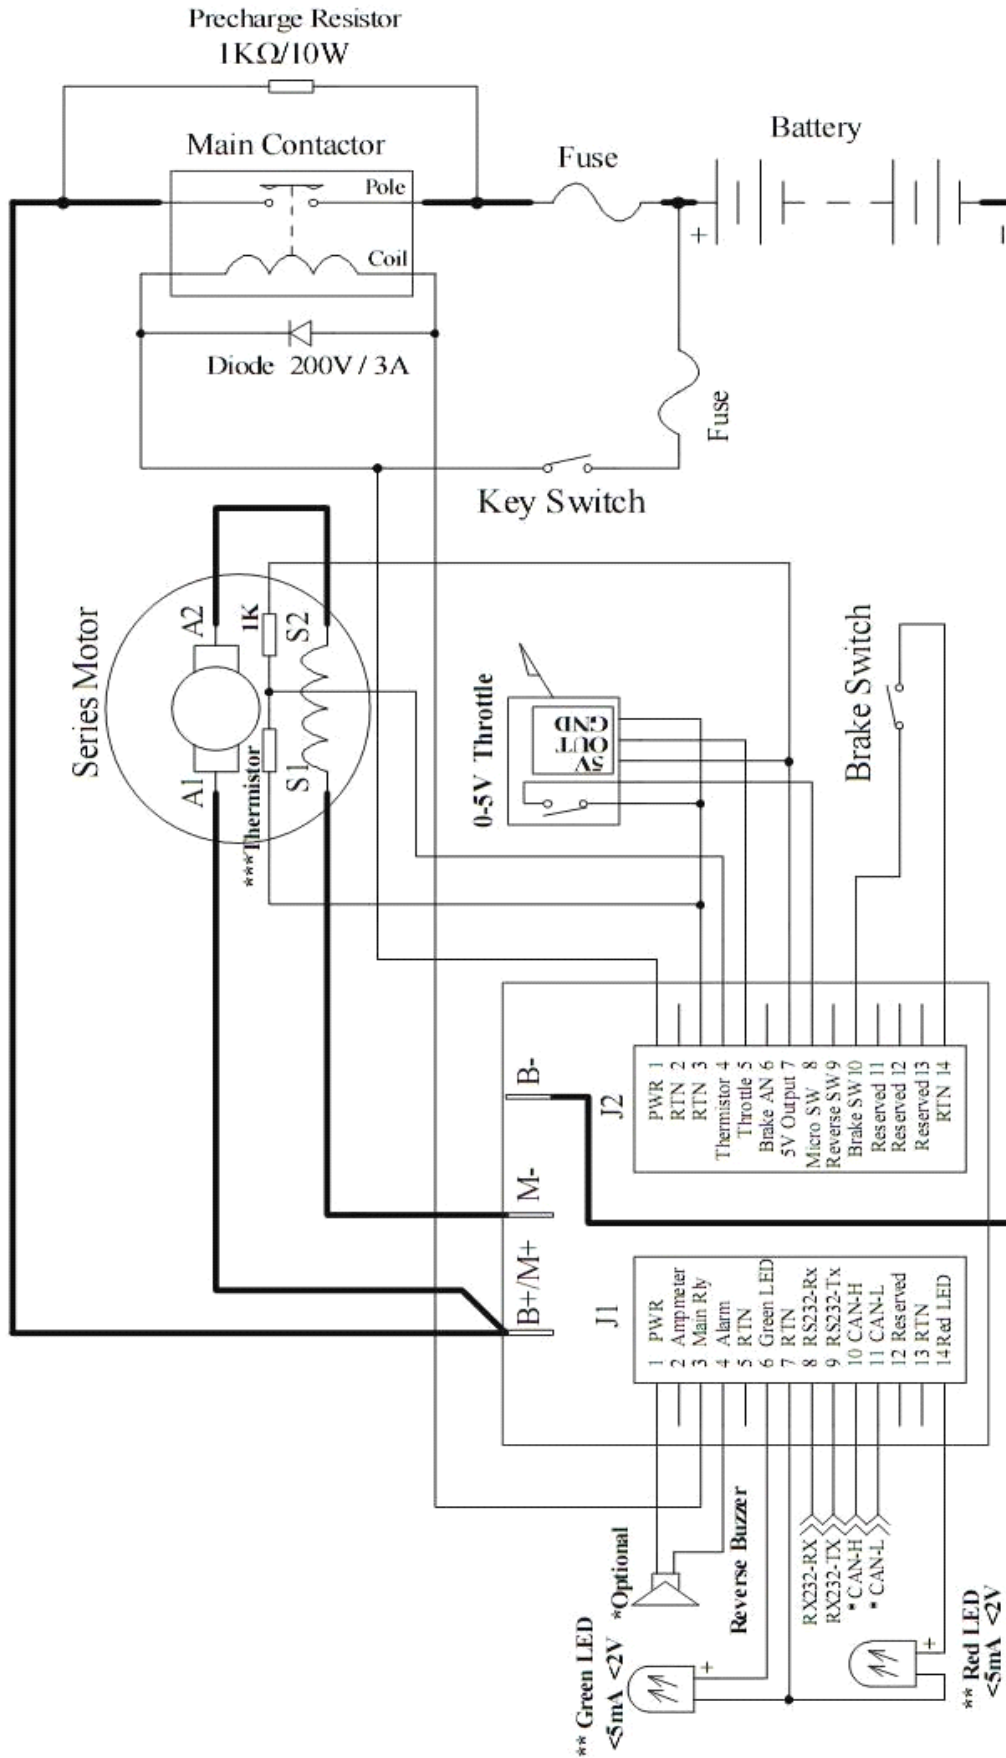 Precharge Resistor
1KΩ/10W
Main Contactor
Pole
Coil
Fuse
Battery
+
-
Diode 200V / 3A
Fuse
Key Switch
Series Motor
A2
A1
1K
S2
S1
***Thermistor
0-5V Throttle
GND
OUT
5V
Brake Switch
B-
M-
B+/M+
J2
PWR 1
RTN 2
RTN 3
Thermistor 4
Throttle 5
Brake AN 6
5V Output 7
Micro SW 8
Reverse SW 9
Brake SW 10
Reserved 11
Reserved 12
Reserved 13
RTN 14
J1
1 PWR
2 Ampmeter
3 Main Rly
4 Alarm
5 RTN
6 Green LED
7 RTN
8 RS232-Rx
9 RS232-Tx
10 CAN-H
11 CAN-L
12 Reserved
13 RTN
14 Red LED
*Optional
Reverse Buzzer
RX232-RX
RX232-TX
* CAN-H
* CAN-L
** Green LED
<5mA <2V
+
** Red LED
<5mA <2V
+